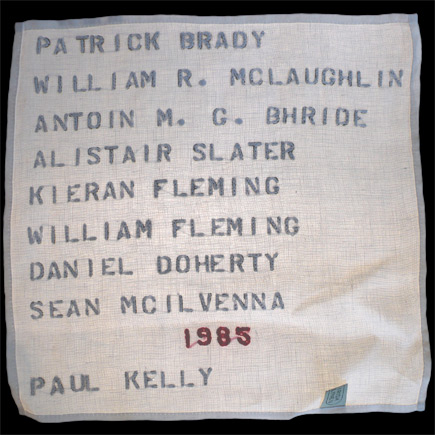 PATRICK BRADY
WILLIAM R. MCLAUGHLIN
ANTOIN M. G. BHRIDE
ALISTAIR SLATER
KIERAN FLEMING
WILLIAM FLEMING
DANIEL DOHERTY
SEAN MCILVENNA
1985
PAUL KELLY